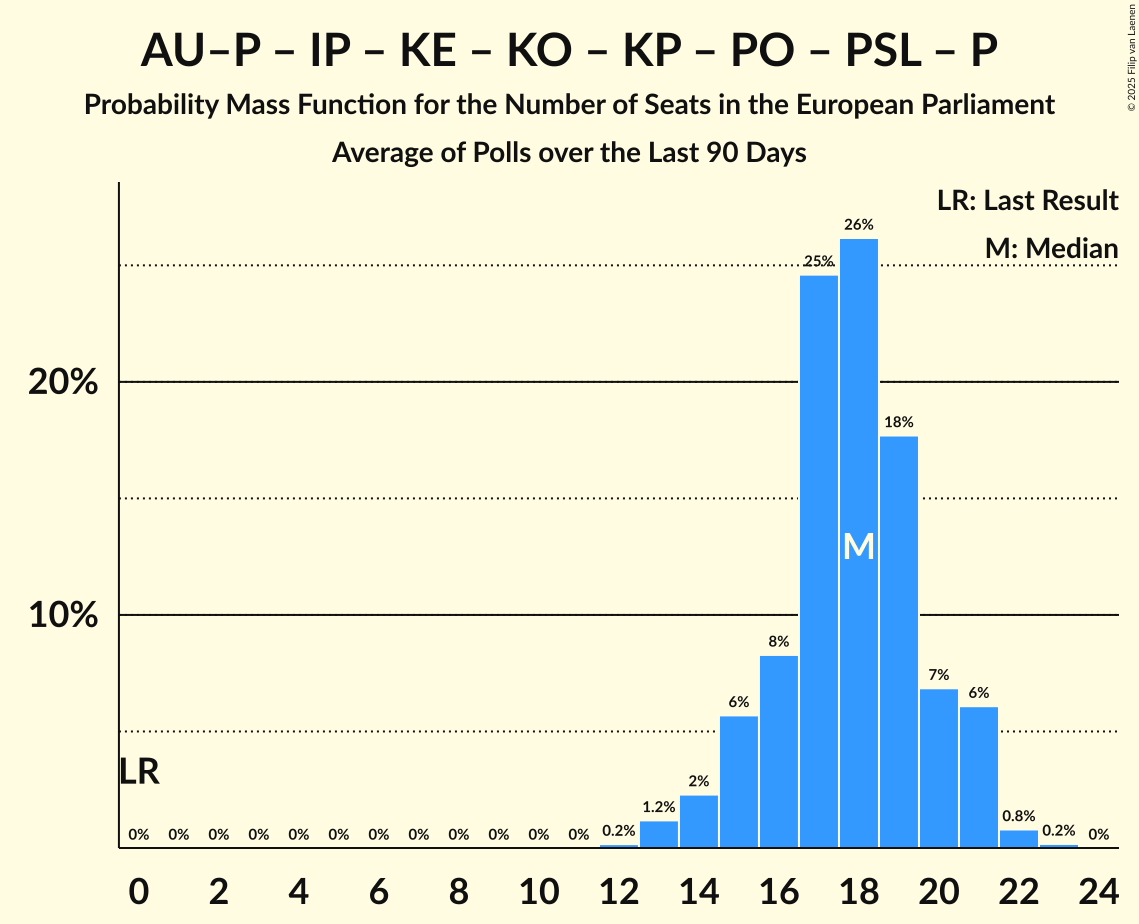 AU–P – IP – KE – KO – KP – PO – PSL – P
Probability Mass Function for the Number of Seats in the European Parliament
Average of Polls over the Last 90 Days
© 2025 Filip van Laenen
LR: Last Result
M: Median
26%
25%
20%
18%
M
10%
8%
7%
6%
6%
LR
2%
1.2%
0.8%
0% 0% 0% 0% 0% 0% 0% 0% 0% 0% 0% 0% 0.2% 0.2% 0%
0 2 4 6 8 10 12 14 16 18 20 22 24